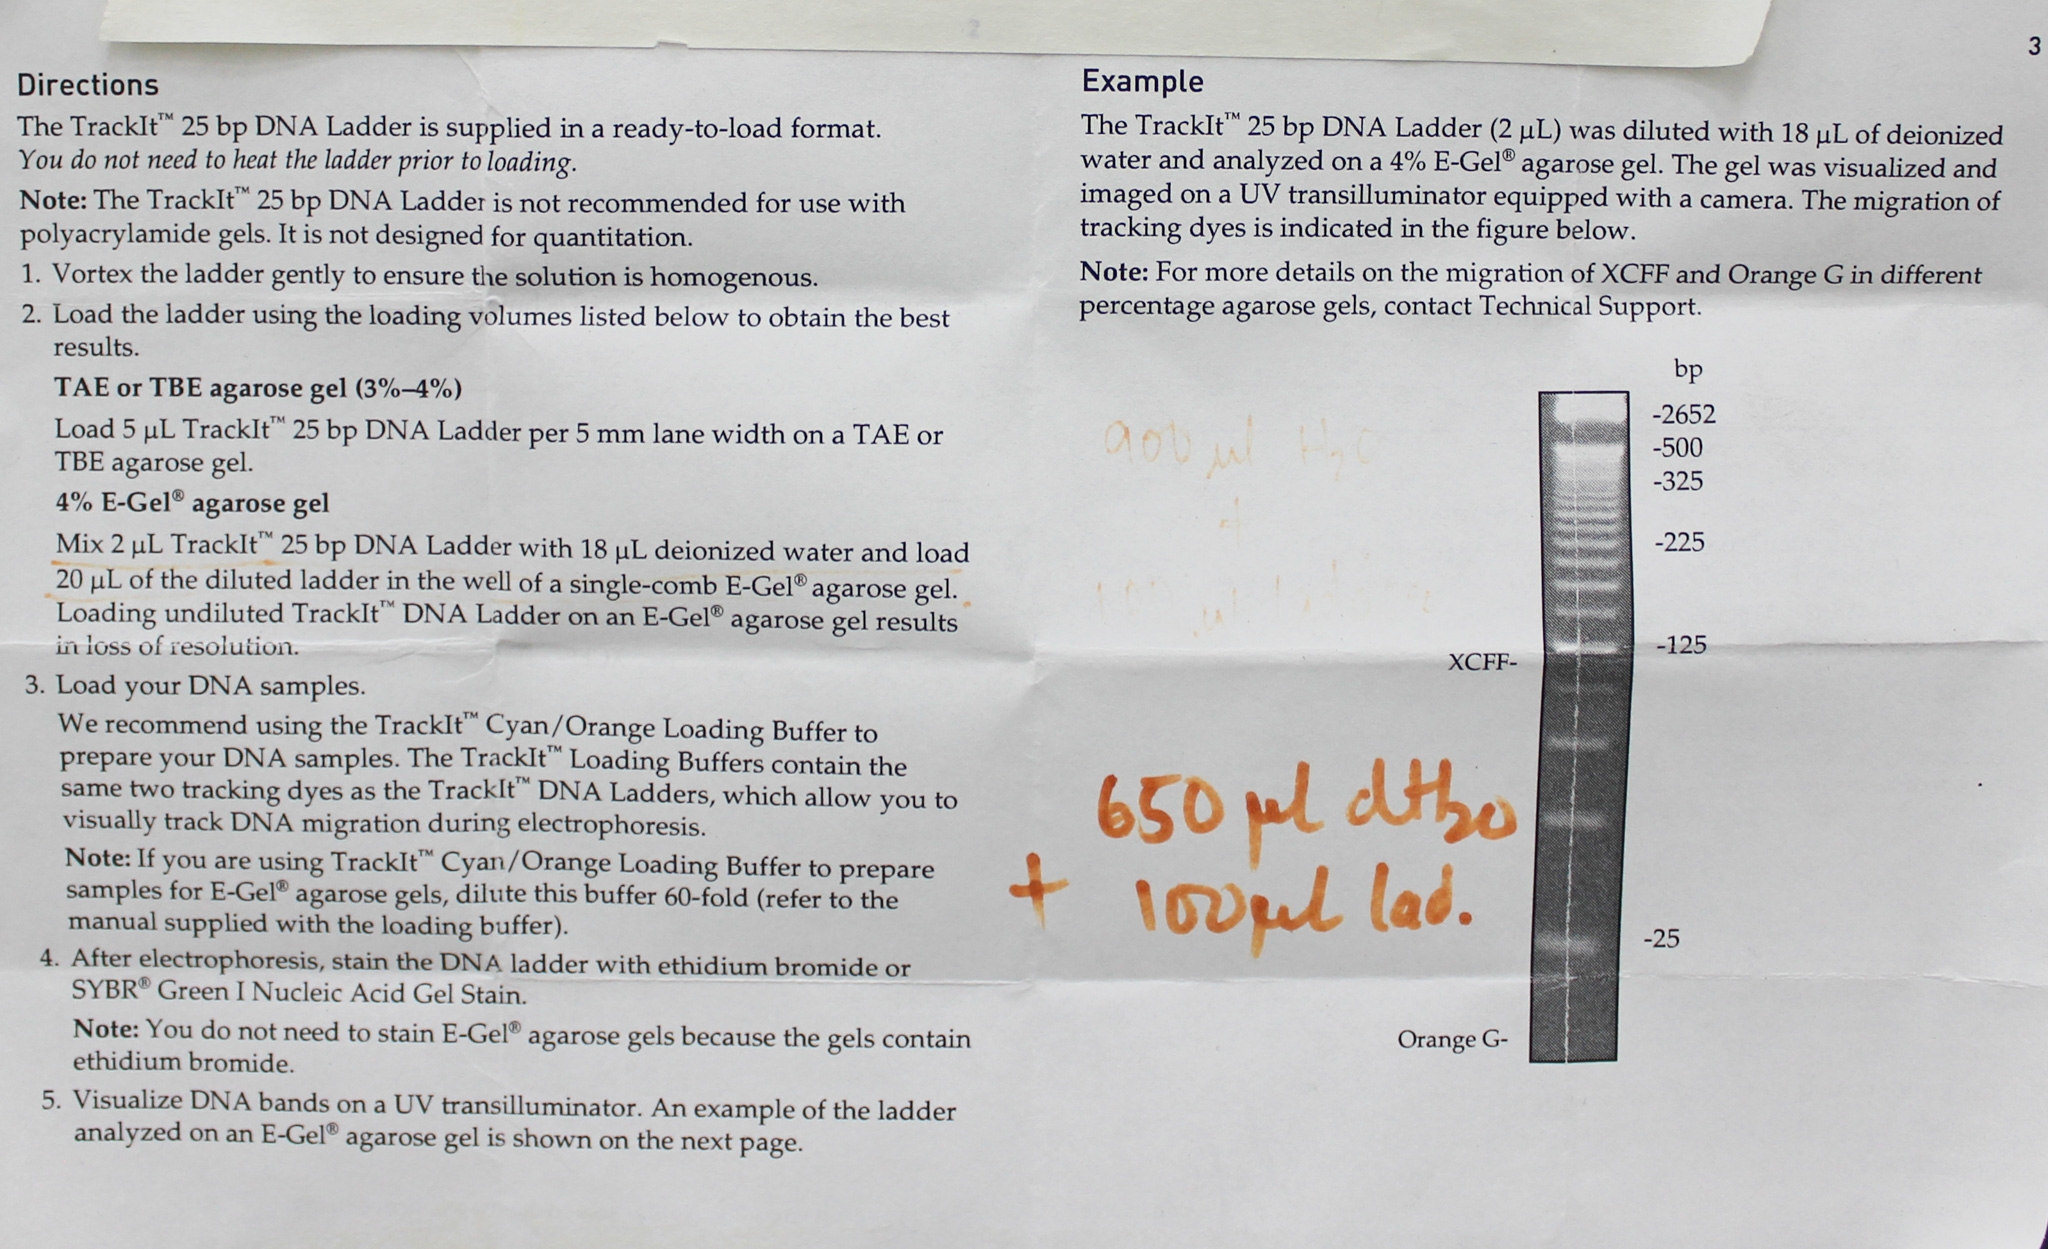 3
Directions
The TrackIt™ 25 bp DNA Ladder is supplied in a ready-to-load format.
You do not need to heat the ladder prior to loading.
Note: The TrackIt™ 25 bp DNA Ladder is not recommended for use with
polyacrylamide gels. It is not designed for quantitation.
1. Vortex the ladder gently to ensure the solution is homogenous.
2. Load the ladder using the loading volumes listed below to obtain the best
results.
TAE or TBE agarose gel (3%–4%)
Load 5 µL TrackIt™ 25 bp DNA Ladder per 5 mm lane width on a TAE or
TBE agarose gel.
4% E-Gel® agarose gel
Mix 2 µL TrackIt™ 25 bp DNA Ladder with 18 µL deionized water and load
20 µL of the diluted ladder in the well of a single-comb E-Gel® agarose gel.
Loading undiluted TrackIt™ DNA Ladder on an E-Gel® agarose gel results
in loss of resolution.
3. Load your DNA samples.
We recommend using the TrackIt™ Cyan/Orange Loading Buffer to
prepare your DNA samples. The TrackIt™ Loading Buffers contain the
same two tracking dyes as the TrackIt™ DNA Ladders, which allow you to
visually track DNA migration during electrophoresis.
Note: If you are using TrackIt™ Cyan/Orange Loading Buffer to prepare
samples for E-Gel® agarose gels, dilute this buffer 60-fold (refer to the
manual supplied with the loading buffer).
4. After electrophoresis, stain the DNA ladder with ethidium bromide or
SYBR® Green I Nucleic Acid Gel Stain.
Note: You do not need to stain E-Gel® agarose gels because the gels contain
ethidium bromide.
5. Visualize DNA bands on a UV transilluminator. An example of the ladder
analyzed on an E-Gel® agarose gel is shown on the next page.
Example
The TrackIt™ 25 bp DNA Ladder (2 µL) was diluted with 18 µL of deionized
water and analyzed on a 4% E-Gel® agarose gel. The gel was visualized and
imaged on a UV transilluminator equipped with a camera. The migration of
tracking dyes is indicated in the figure below.
Note: For more details on the migration of XCFF and Orange G in different
percentage agarose gels, contact Technical Support.
bp
-2652
-500
-325
-225
-125
XCFF-
-25
Orange G-
900 µl H2O
+
650 µl dH2O
+ 100 µl lad.